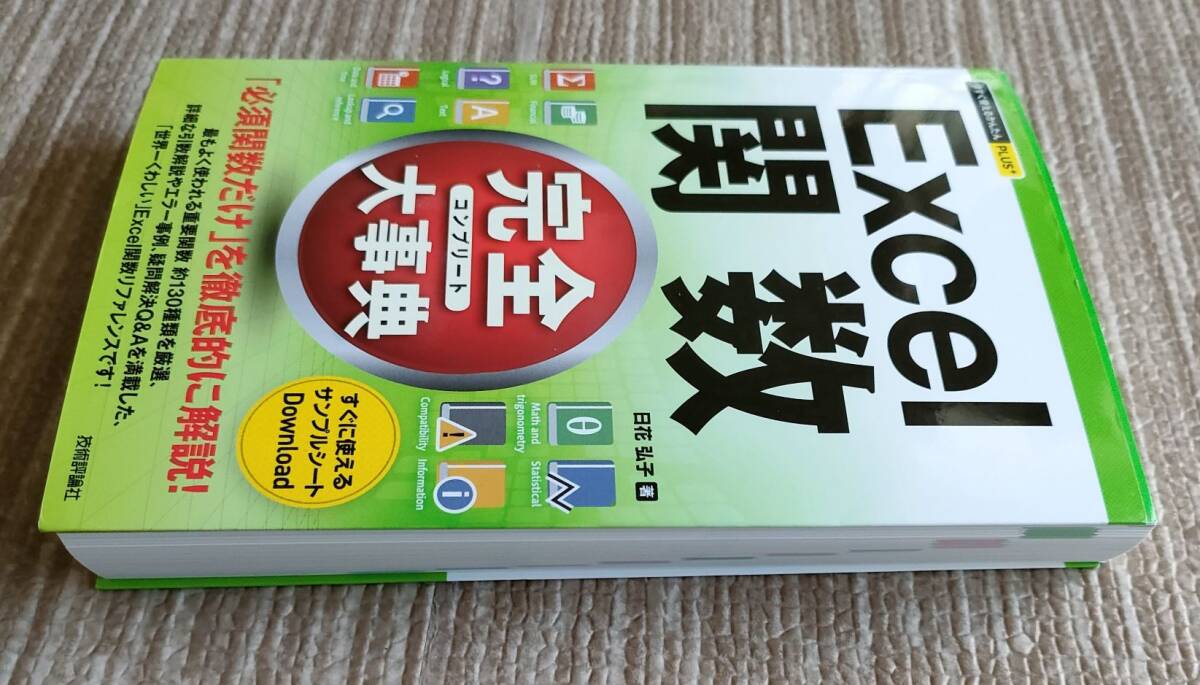 今すぐ使えるかんたん PLUS+
Excel
関数
日花 弘子 著
Sum
Financial
Logical
Text
Date and time
Lookup and reference
完全
コンプリート
大事典
Math and trigonometry
Statistical
Compatibility
Information
すぐに使える
サンプルシート
Download
「必須関数だけ」を徹底的に解説!
最もよく使われる重要関数 約130種類を厳選、
詳細な引数解説やエラー事例、疑問解決Q&Aを満載した、
「世界一くわしい」Excel関数リファレンスです!
技術評論社